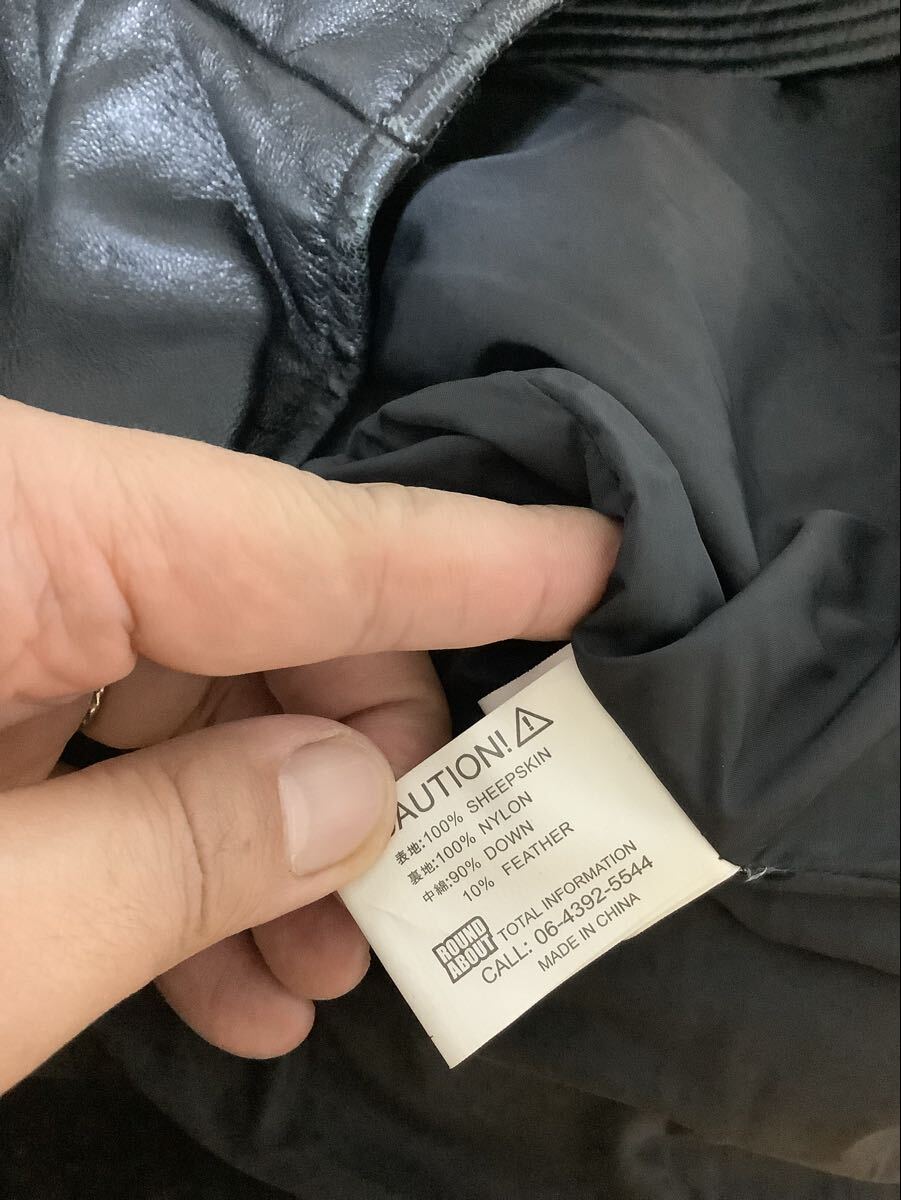 CAUTION!
表地:100% SHEEPSKIN
裏地:100% NYLON
中綿:90% DOWN
10% FEATHER
ROUND
ABOUT
TOTAL INFORMATION
CALL: 06-4392-5544
MADE IN CHINA